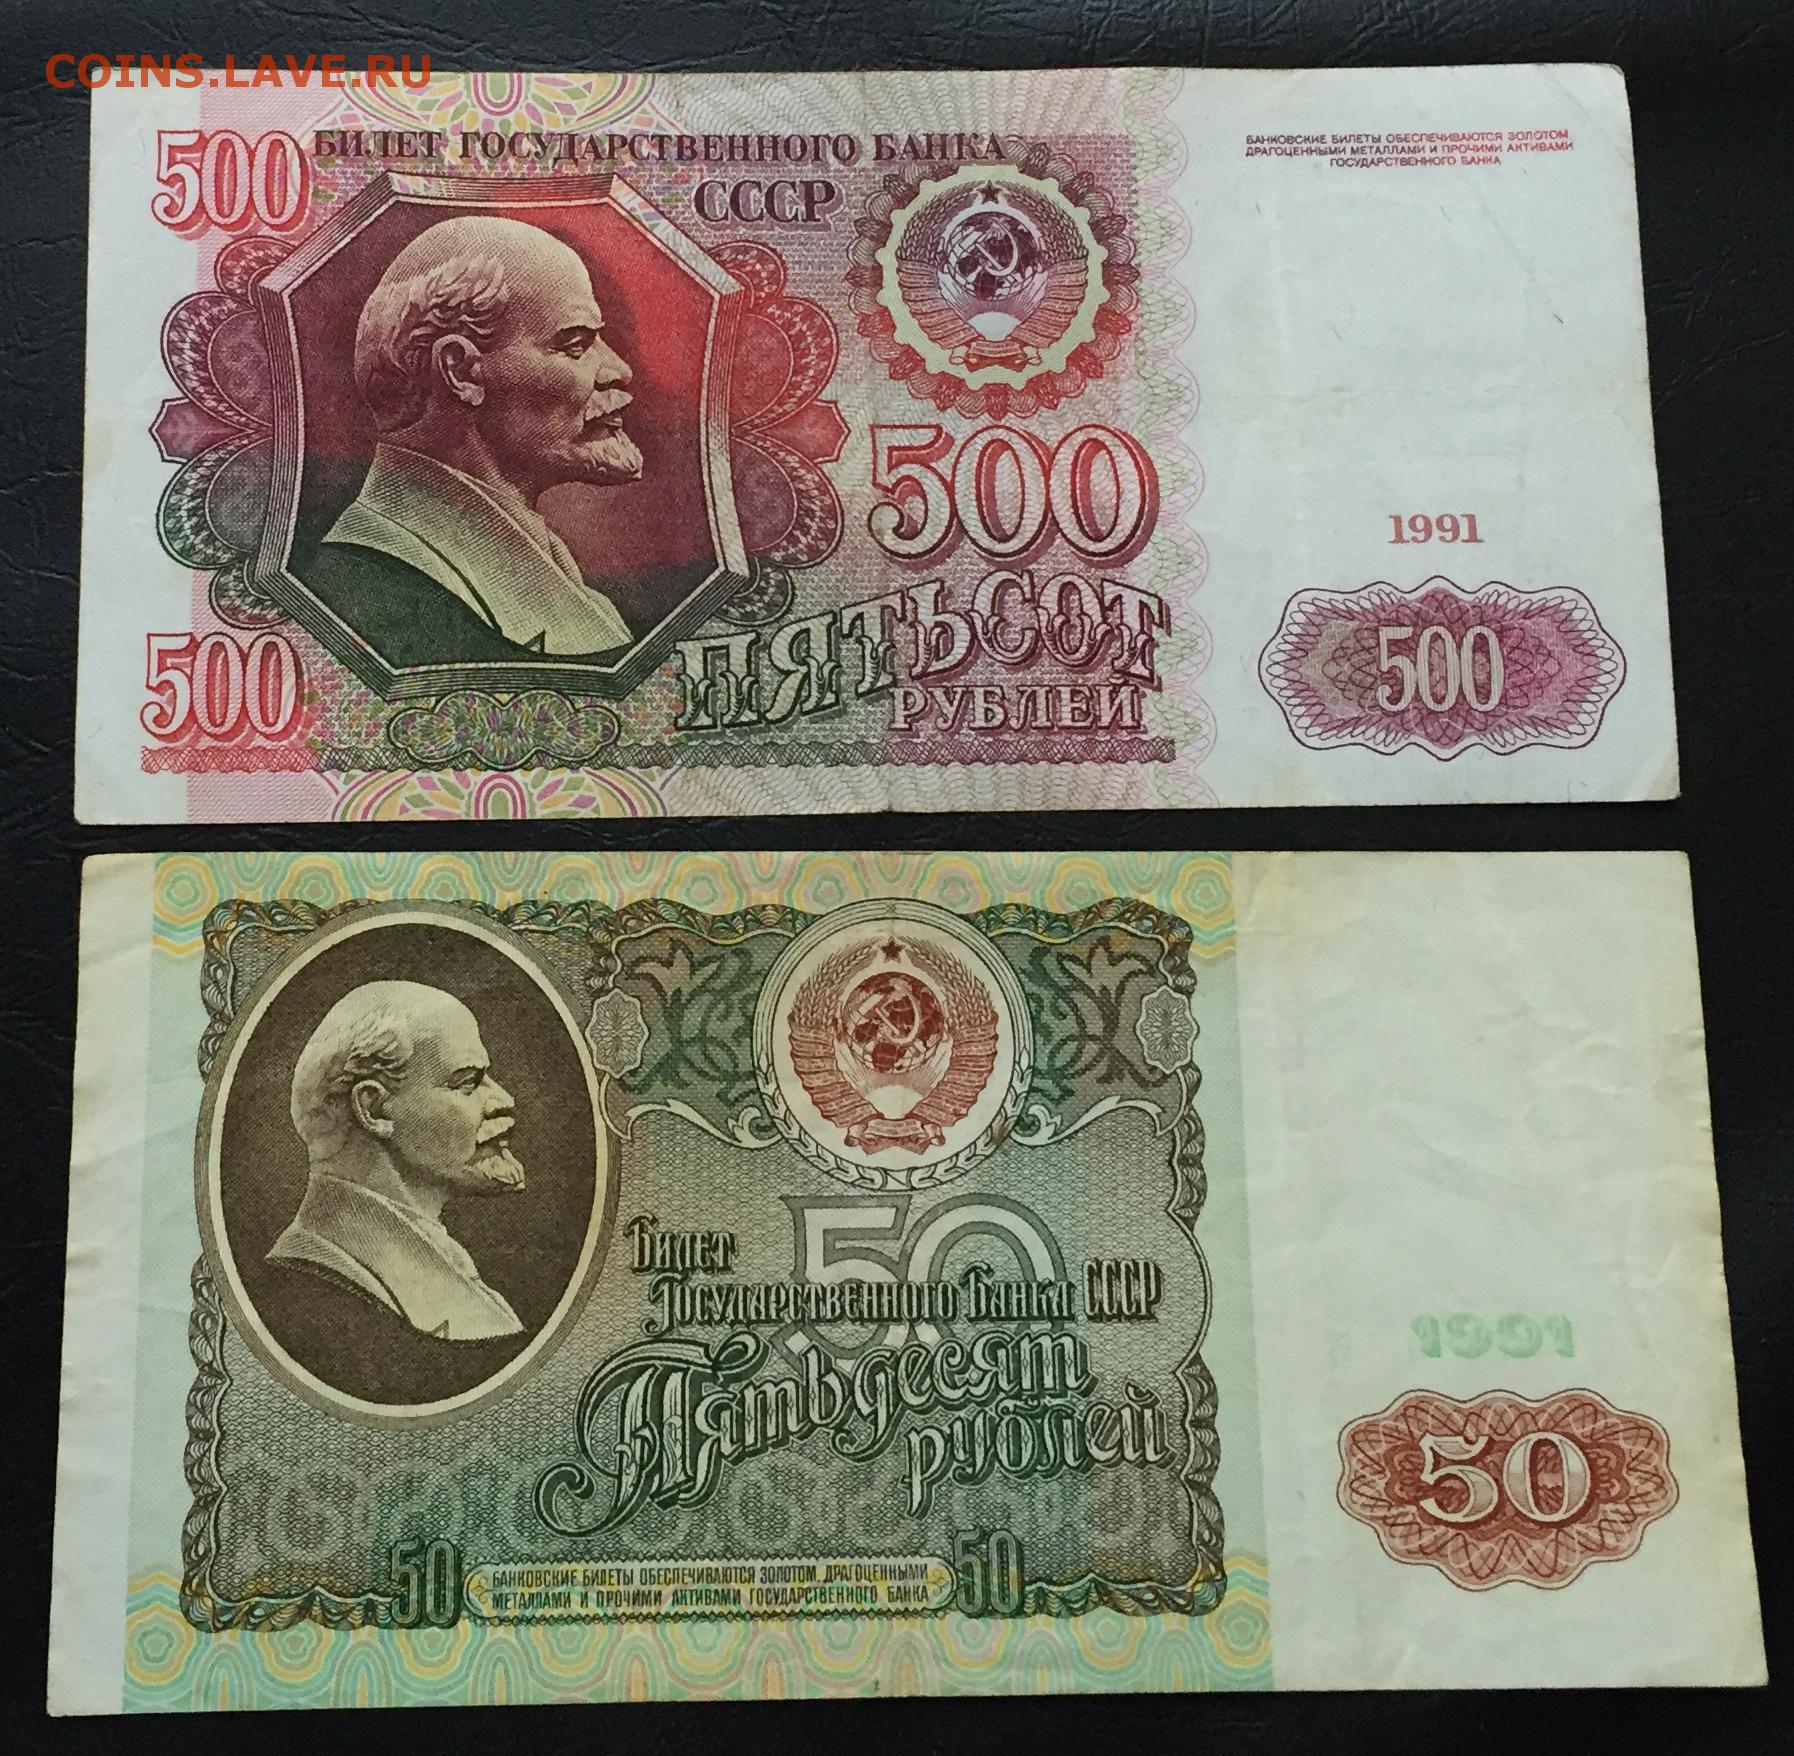 COINS.LAVE.RU
500 БИЛЕТ ГОСУДАРСТВЕННОГО БАНКА
СССР
БАНКОВСКИЕ БИЛЕТЫ ОБЕСПЕЧИВАЮТСЯ ЗОЛОТОМ,
ДРАГОЦЕННЫМИ МЕТАЛЛАМИ И ПРОЧИМИ АКТИВАМИ
ГОСУДАРСТВЕННОГО БАНКА
500
1991
500
ПЯТЬСОТ
РУБЛЕЙ
500
50
Билет
Государственного Банка СССР
1991
Пятьдесят
рублей
50
50
БАНКОВСКИЕ БИЛЕТЫ ОБЕСПЕЧИВАЮТСЯ ЗОЛОТОМ, ДРАГОЦЕННЫМИ
МЕТАЛЛАМИ И ПРОЧИМИ АКТИВАМИ ГОСУДАРСТВЕННОГО БАНКА
50